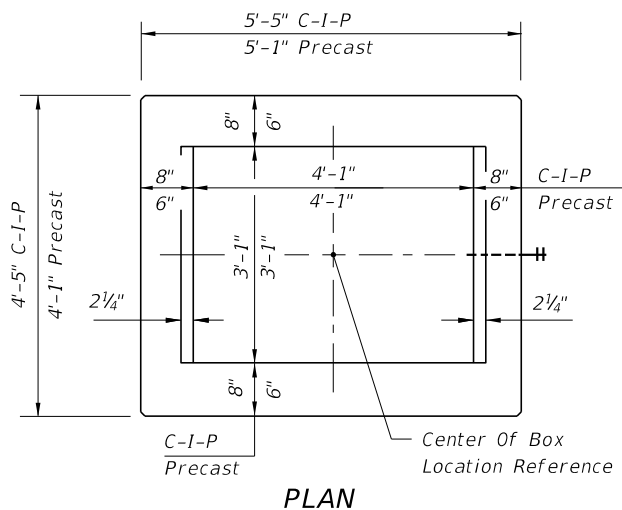 5'-5" C-I-P
5'-1" Precast
8"
6"
8"
6"
4'-1"
4'-1"
8"
6"
C-I-P
Precast
4'-5" C-I-P
4'-1" Precast
3'-1"
3'-1"
2¼"
2¼"
8"
6"
C-I-P
Precast
Center Of Box
Location Reference
PLAN